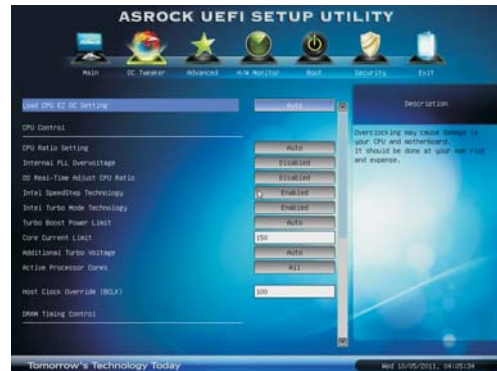 ASROCK UEFI SETUP UTILITY
Main OC Tweaker Advanced H/W Monitor Boot Security Exit
Load CPU EZ OC Setting Auto
Description
CPU Control
Overclocking may cause damage to
your CPU and motherboard.
It should be done at your own risk
and expense.
CPU Ratio Setting Auto
Internal PLL Overvoltage Disabled
OS Real-Time Adjust CPU Ratio Disabled
Intel SpeedStep Technology Enabled
Intel Turbo Mode Technology Enabled
Turbo Boost Power Limit Auto
Core Current Limit 150
Additional Turbo Voltage Auto
Active Processor Cores All
Host Clock Override (BCLK) 100
DRAM Timing Control
Tomorrow's Technology Today
Wed 10/05/2011, 04:05:34